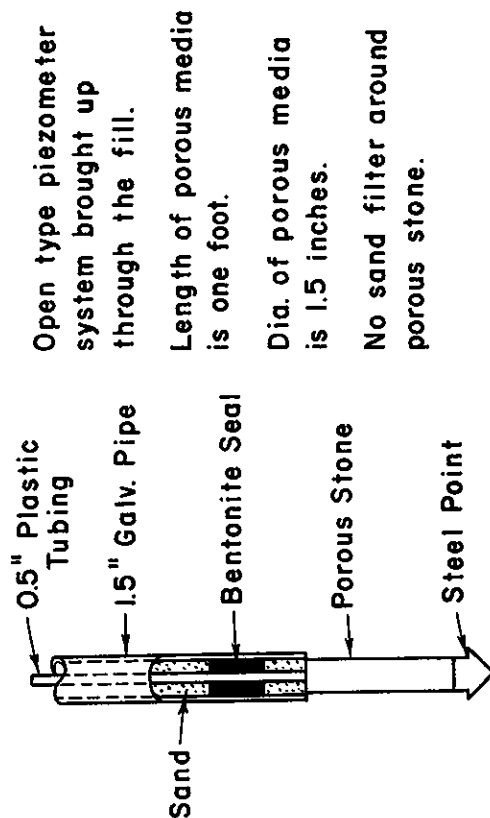 0.5" Plastic
Tubing
1.5" Galv. Pipe
Sand
Bentonite Seal
Porous Stone
Steel Point
Open type piezometer
system brought up
through the fill.
Length of porous media
is one foot.
Dia. of porous media
is 1.5 inches.
No sand filter around
porous stone.